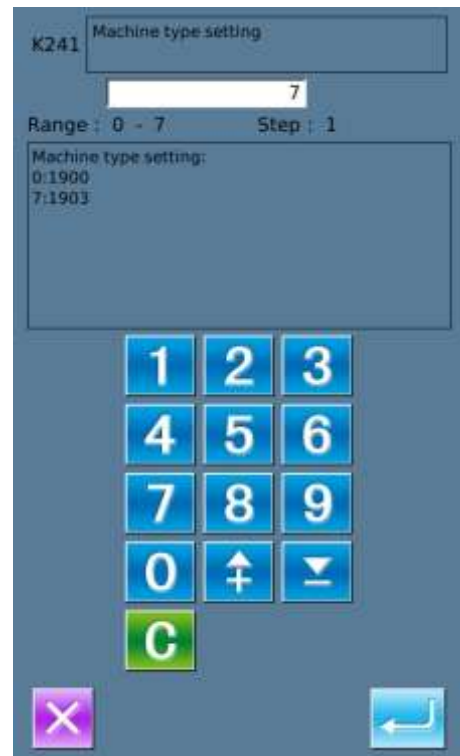 K241
Machine type setting
7
Range : 0 - 7 Step : 1
Machine type setting:
0:1900
7:1903
1 2 3
4 5 6
7 8 9
0
C